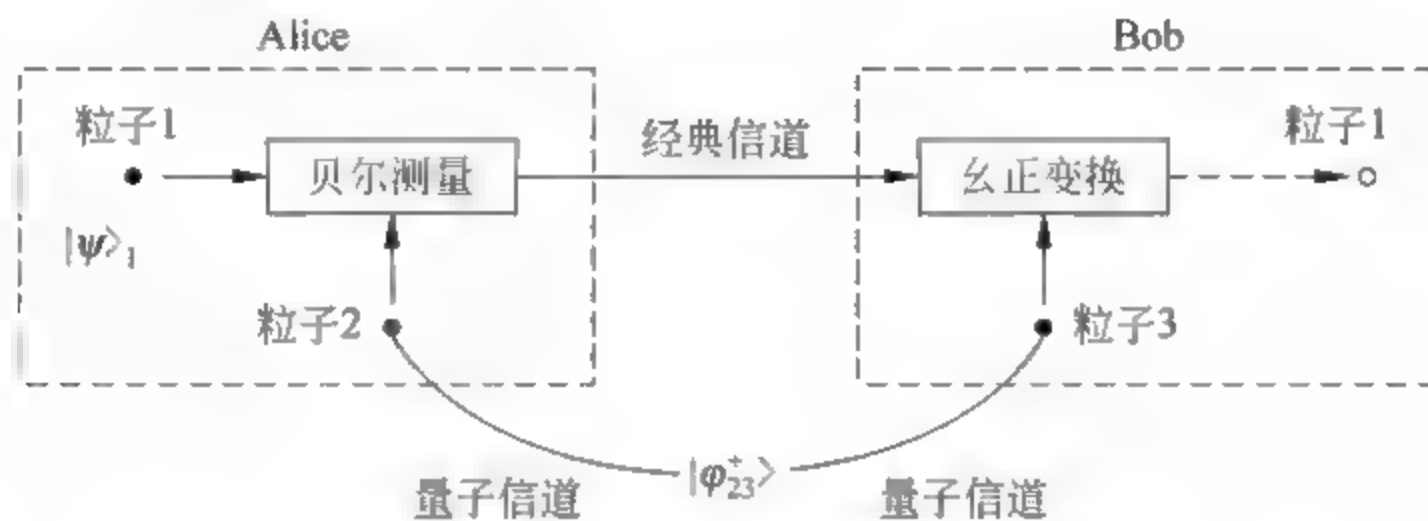 Alice
Bob
粒子1
贝尔测量
经典信道
幺正变换
粒子1
|ψ⟩₁
粒子2
粒子3
|φ⁺₂₃⟩
量子信道
量子信道